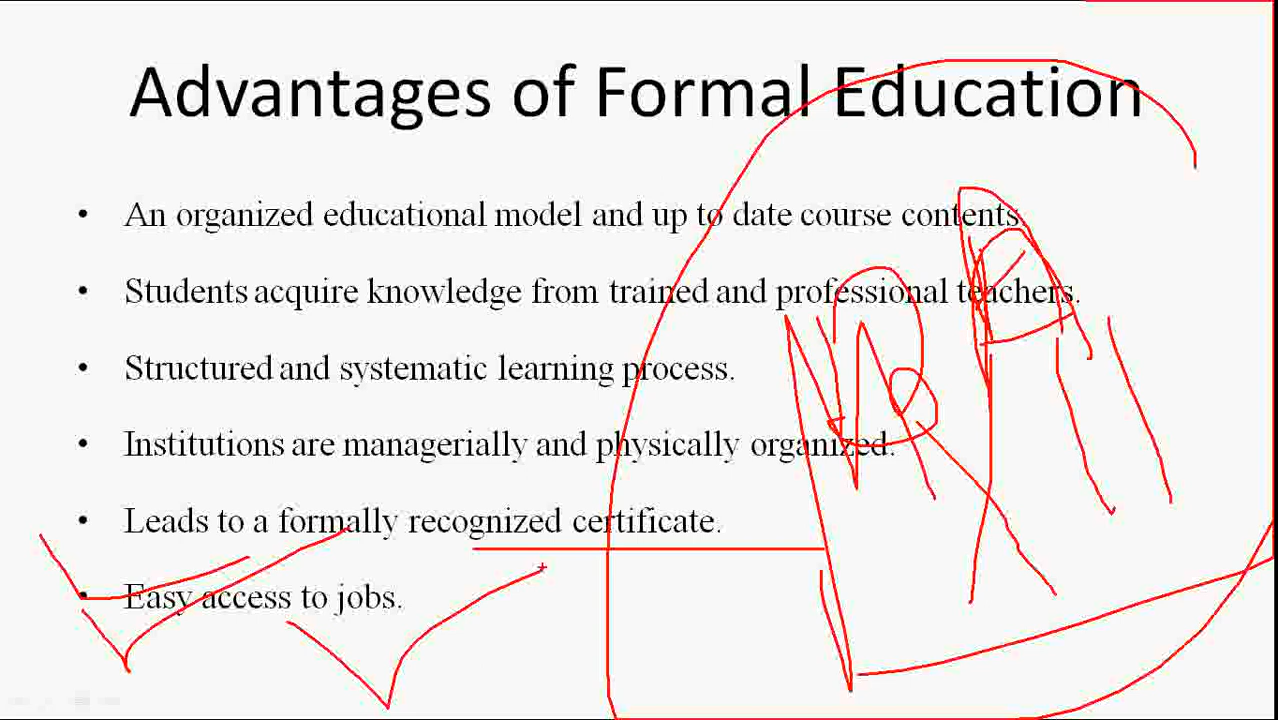 Advantages of Formal Education
• An organized educational model and up to date course contents.
• Students acquire knowledge from trained and professional teachers.
• Structured and systematic learning process.
• Institutions are managerially and physically organized.
• Leads to a formally recognized certificate.
• Easy access to jobs.